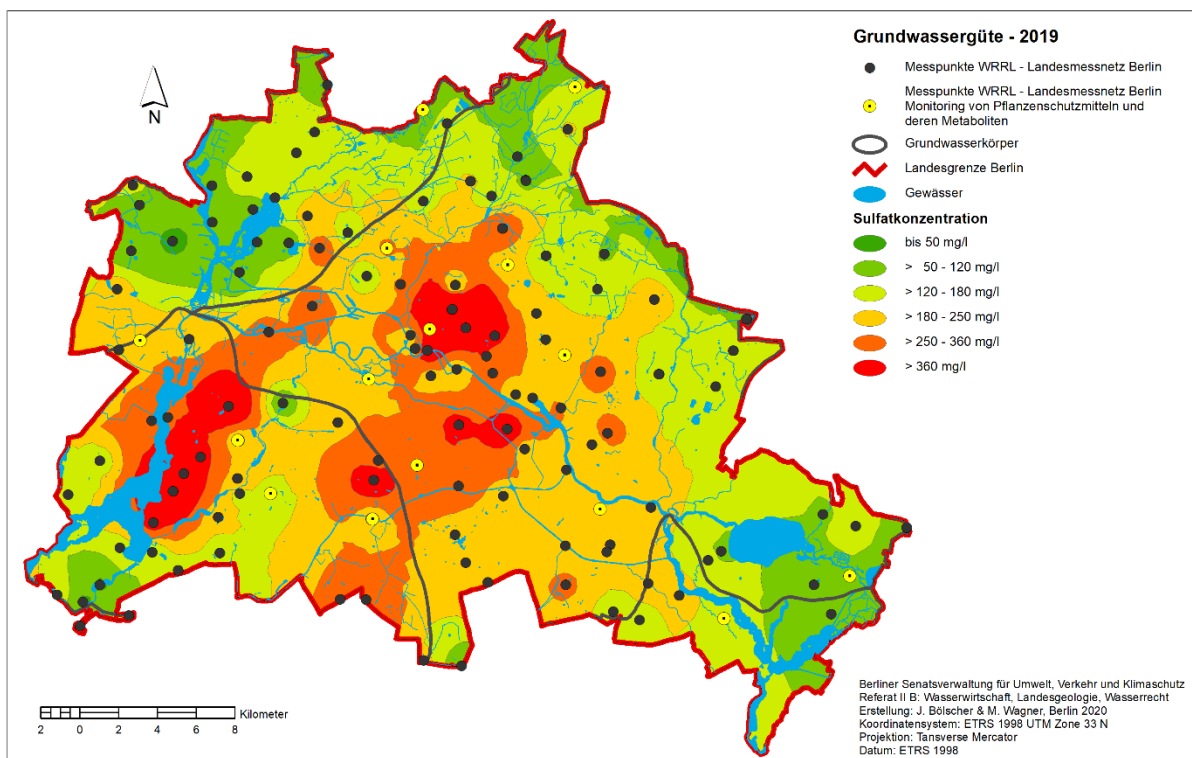 Grundwassergüte - 2019
Messpunkte WRRL - Landesmessnetz Berlin
Messpunkte WRRL - Landesmessnetz Berlin
Monitoring von Pflanzenschutzmitteln und
deren Metaboliten
Grundwasserkörper
Landesgrenze Berlin
Gewässer
Sulfatkonzentration
bis 50 mg/l
> 50 - 120 mg/l
> 120 - 180 mg/l
> 180 - 250 mg/l
> 250 - 360 mg/l
> 360 mg/l
N
2 0 2 4 6 8 Kilometer
Berliner Senatsverwaltung für Umwelt, Verkehr und Klimaschutz
Referat II B: Wasserwirtschaft, Landesgeologie, Wasserrecht
Erstellung: J. Bölscher & M. Wagner, Berlin 2020
Koordinatensystem: ETRS 1998 UTM Zone 33 N
Projektion: Tansverse Mercator
Datum: ETRS 1998